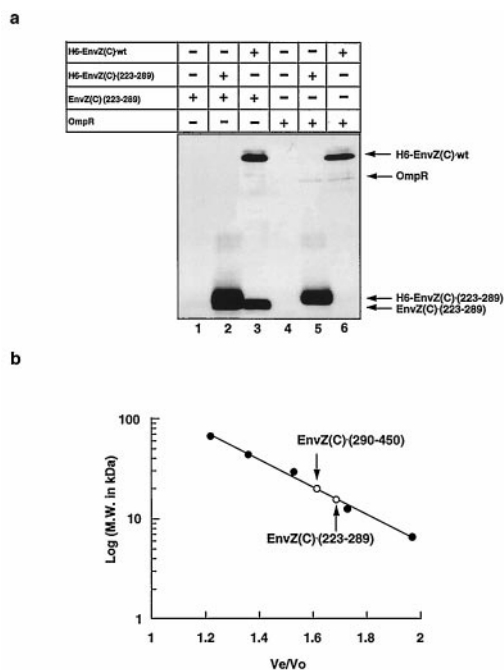 a
H6-EnvZ(C)·wt − − + − − +
H6-EnvZ(C)·(223-289) − + − − + −
EnvZ(C)·(223-289) + + + − − −
OmpR − − − + + +
H6-EnvZ(C)·wt
OmpR
H6-EnvZ(C)·(223-289)
EnvZ(C)·(223-289)
1 2 3 4 5 6
b
Log (M.W. in kDa)
100
10
1
EnvZ(C)·(290-450)
EnvZ(C)·(223-289)
1 1.2 1.4 1.6 1.8 2
Ve/Vo